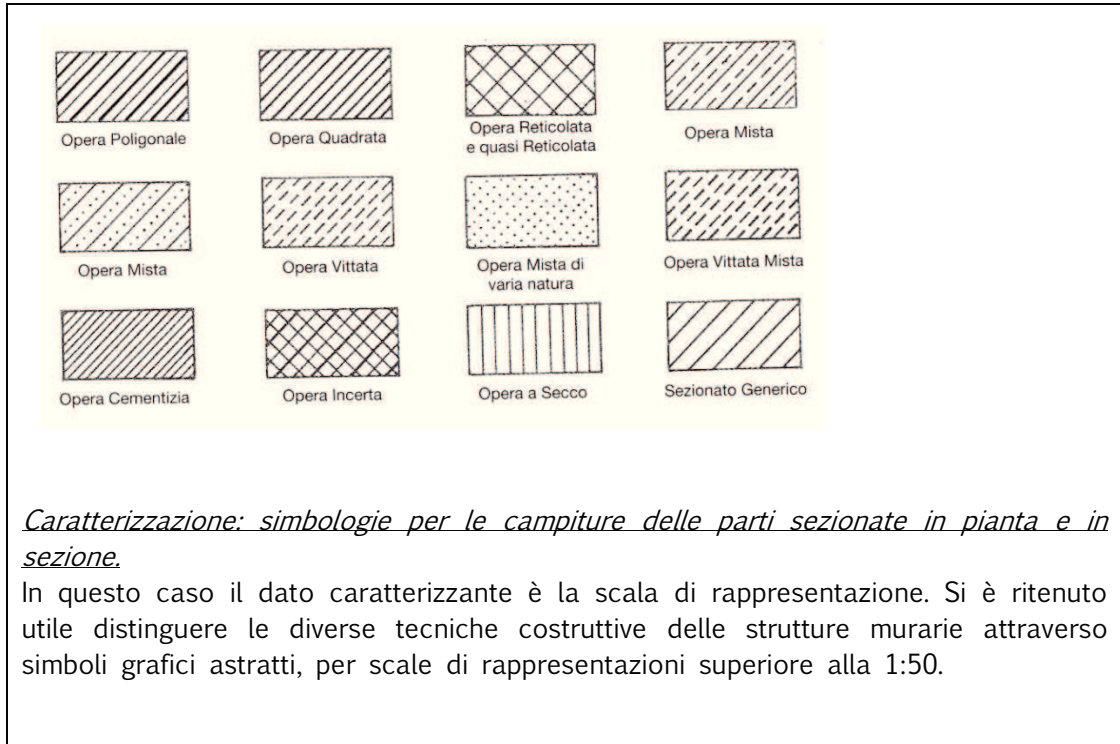 Opera Poligonale
Opera Quadrata
Opera Reticolata
e quasi Reticolata
Opera Mista
Opera Mista
Opera Vittata
Opera Mista di
varia natura
Opera Vittata Mista
Opera Cementizia
Opera Incerta
Opera a Secco
Sezionato Generico
Caratterizzazione: simbologie per le campiture delle parti sezionate in pianta e in
sezione.
In questo caso il dato caratterizzante è la scala di rappresentazione. Si è ritenuto
utile distinguere le diverse tecniche costruttive delle strutture murarie attraverso
simboli grafici astratti, per scale di rappresentazioni superiore alla 1:50.